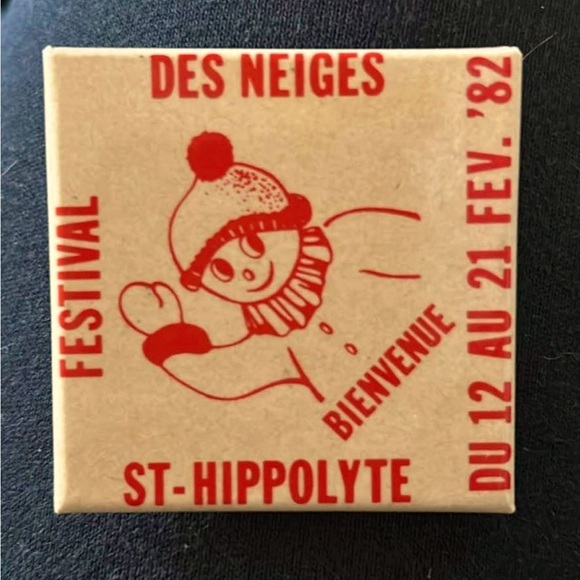 FESTIVAL
DES NEIGES
ST-HIPPOLYTE
DU 12 AU 21 FEV. '82
BIENVENUE